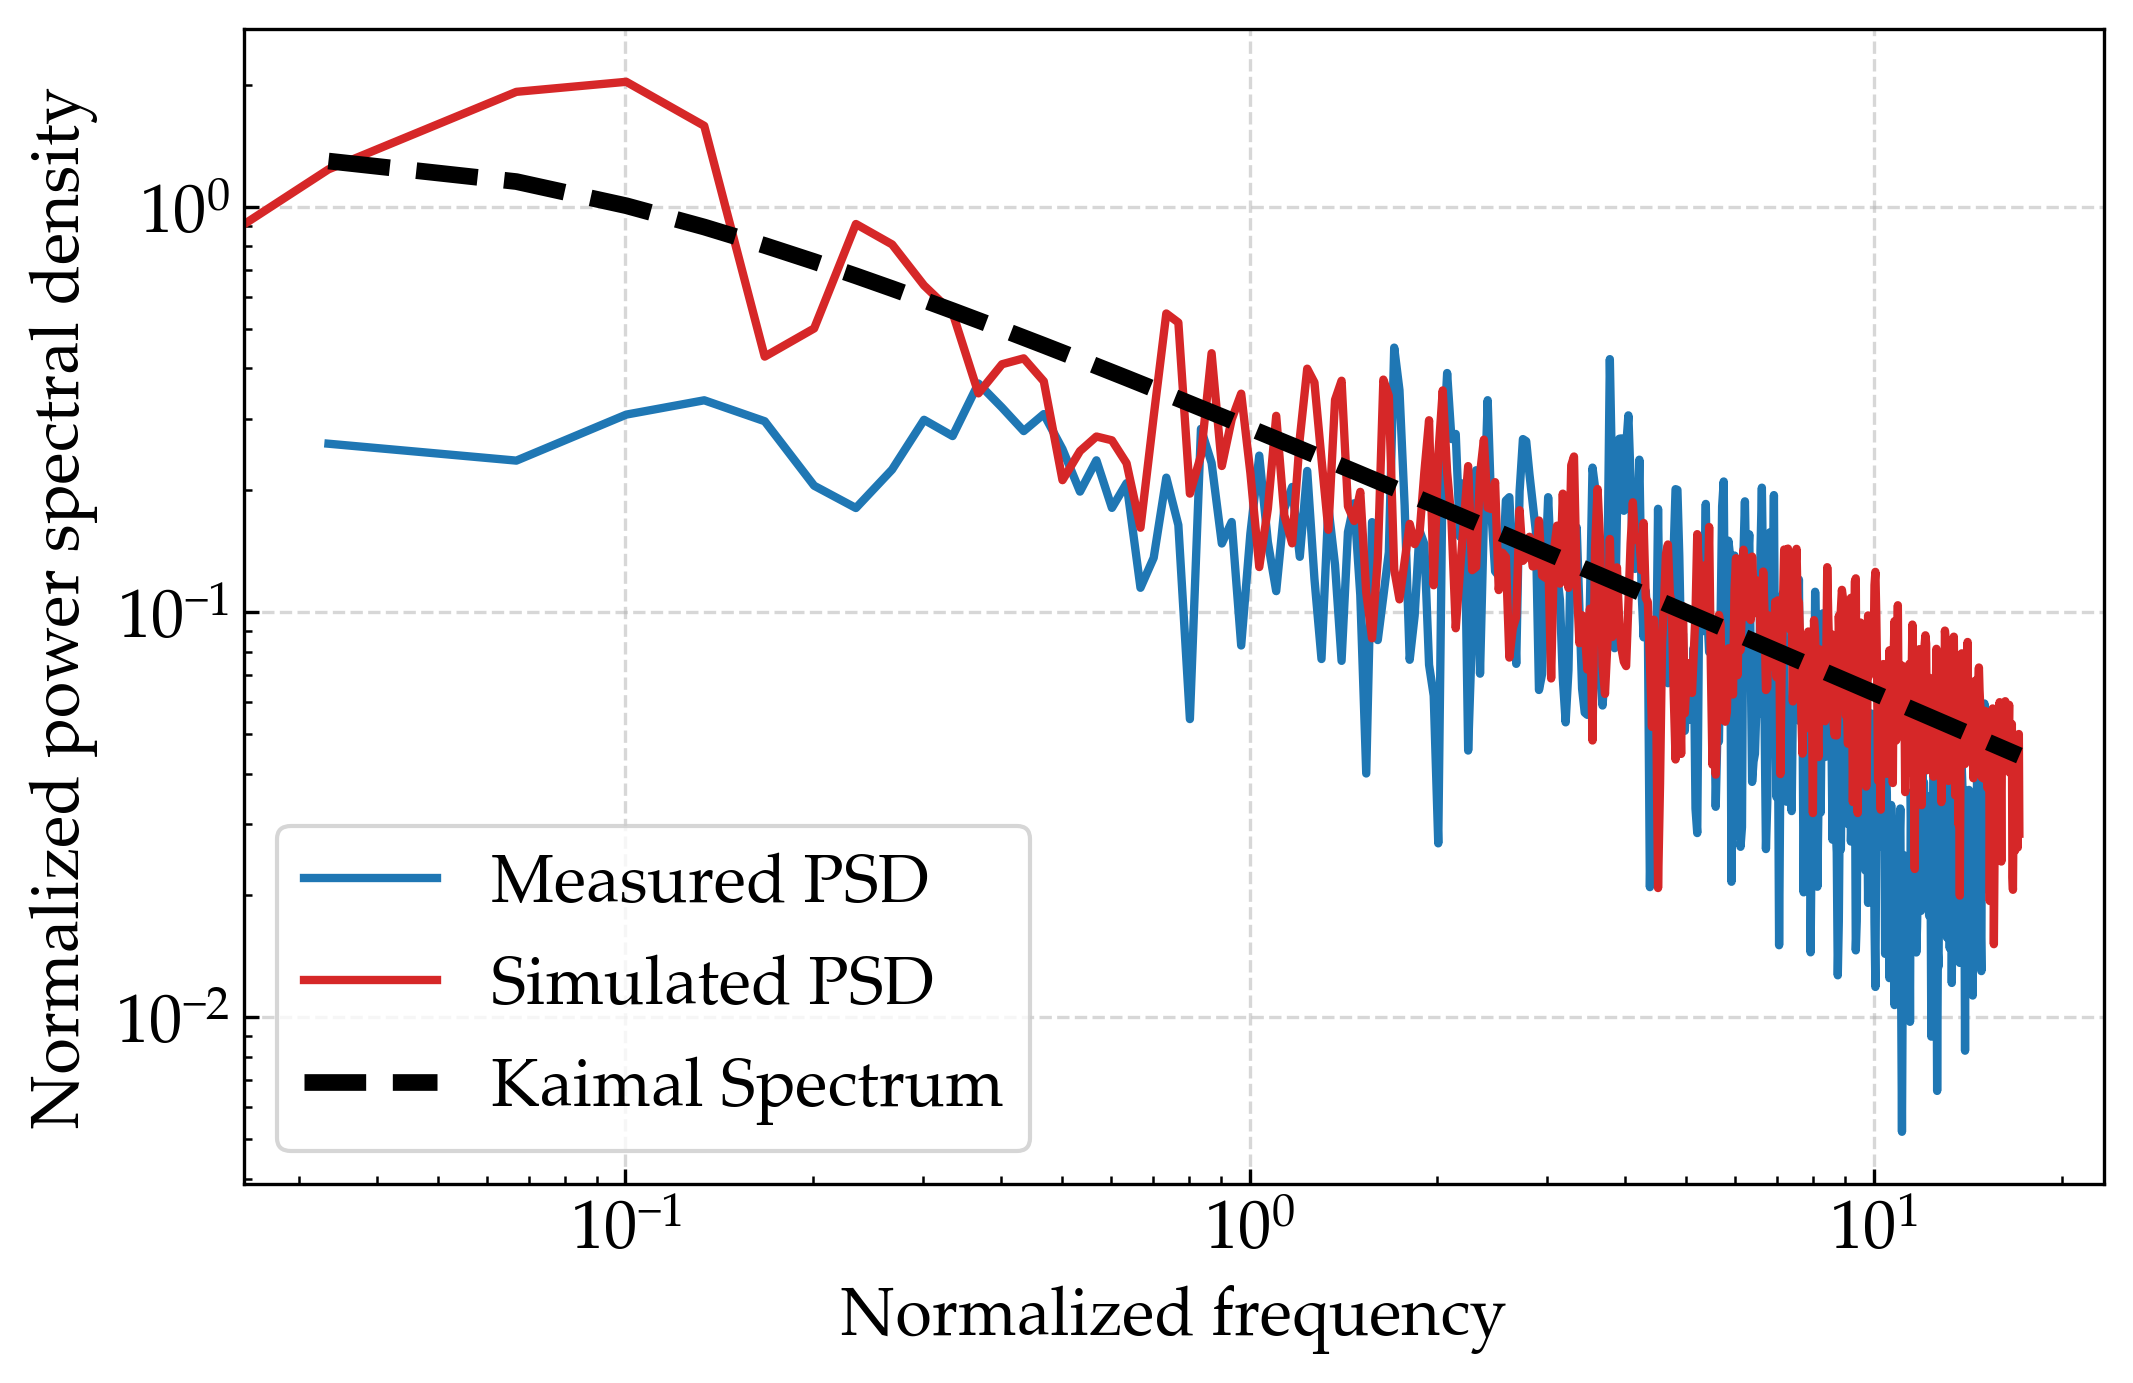 Normalized power spectral density
10⁰
10⁻¹
10⁻²
Measured PSD
Simulated PSD
Kaimal Spectrum
10⁻¹
10⁰
10¹
Normalized frequency